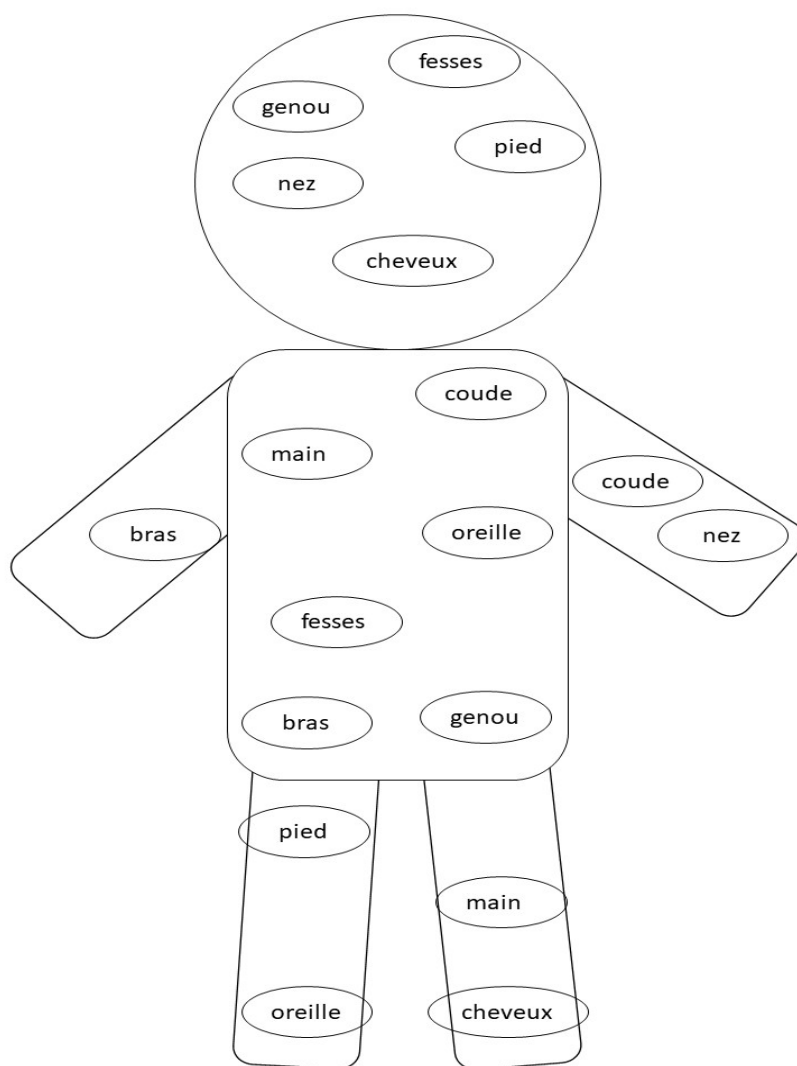 fesses
genou
pied
nez
cheveux
coude
main
coude
bras
oreille
nez
fesses
bras
genou
pied
main
oreille
cheveux